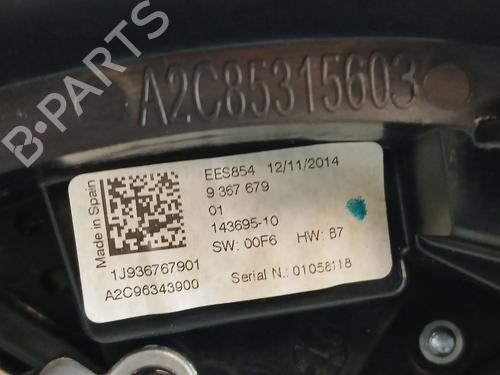 B-PARTS
A2C85315603
Made in Spain
EES854 12/11/2014
9 367 679
01
143695-10
SW: 00F6 HW: B7
1J936767901
A2C96343900
Serial N.: 01058118